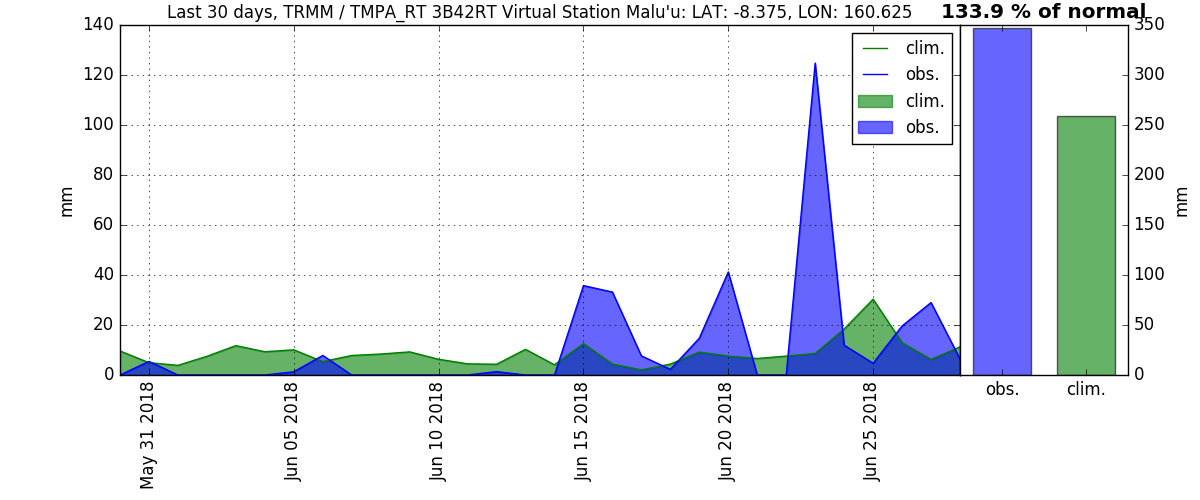 Last 30 days, TRMM / TMPA_RT 3B42RT Virtual Station Malu'u: LAT: -8.375, LON: 160.625
133.9 % of normal
140
120
100
80
60
40
20
0
mm
clim.
obs.
clim.
obs.
May 31 2018
Jun 05 2018
Jun 10 2018
Jun 15 2018
Jun 20 2018
Jun 25 2018
350
300
250
200
150
100
50
0
mm
obs.
clim.